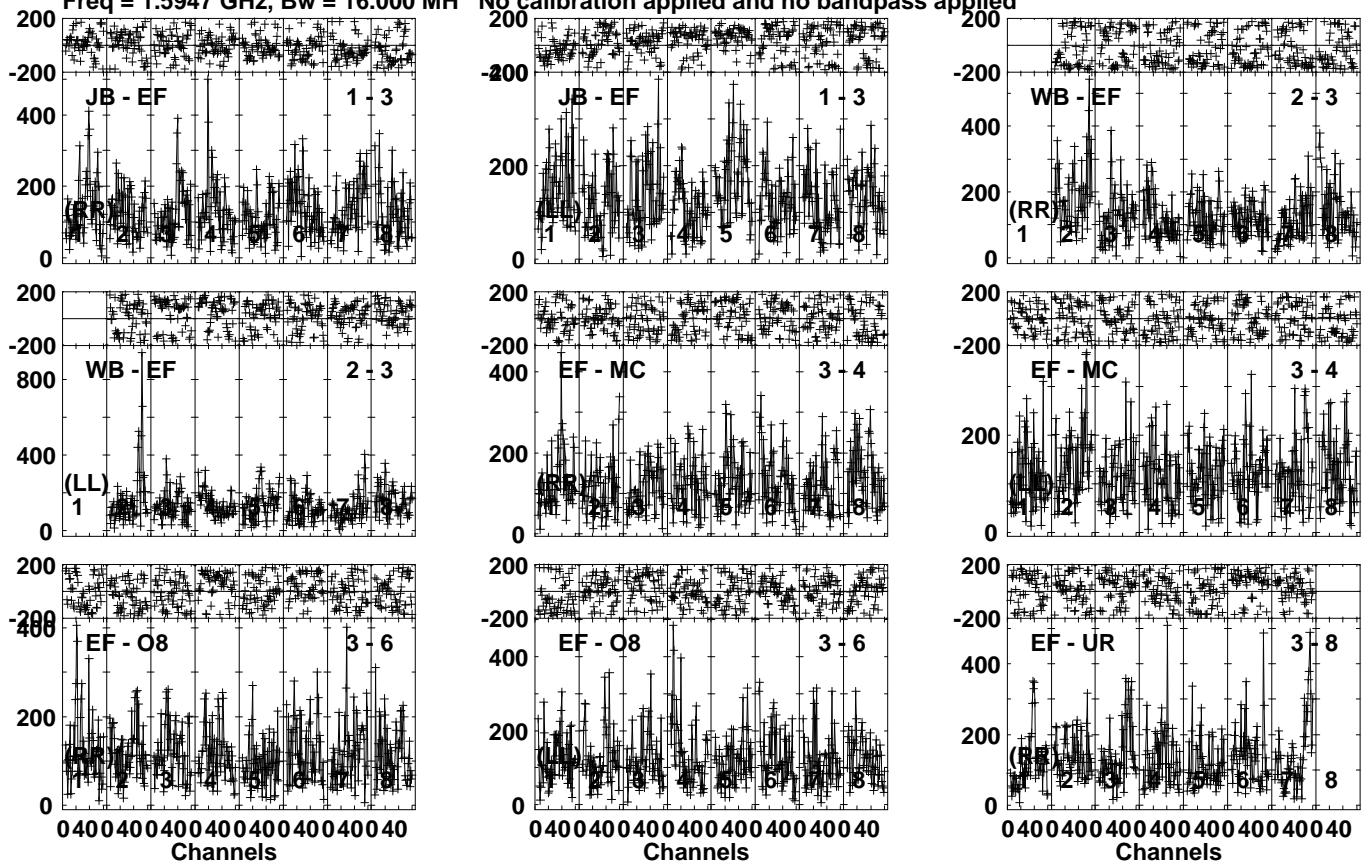 Freq = 1.5947 GHz, Bw = 16.000 MH No calibration applied and no bandpass applied
200 200 200
-200 -200 -200
JB - EF 1 - 3 JB - EF 1 - 3 WB - EF 2 - 3
400 400 400
200 200 200
(RR) (LL) (RR)
1 2 3 4 5 6 7 8 1 2 3 4 5 6 7 8 1 2 3 4 5 6 7 8
0 0 0
200 200 200
-200 -200 -200
WB - EF 2 - 3 EF - MC 3 - 4 EF - MC 3 - 4
800 400
400 200 200
(LL) (RR) (LL)
1 2 3 4 5 6 7 8 1 2 3 4 5 6 7 8 1 2 3 4 5 6 7 8
0 0 0
200 200 200
-200 -200 -200
400 EF - O8 3 - 6 EF - O8 3 - 6 EF - UR 3 - 8
400 400
200 200 200
(RR) (LL) (RR)
1 2 3 4 5 6 7 8 1 2 3 4 5 6 7 8 1 2 3 4 5 6 7 8
0 0 0
0 40 0 40 0 40 0 40 0 40 0 40 0 40 0 40 0 40 0 40 0 40 0 40 0 40 0 40 0 40 0 40 0 40 0 40 0 40 0 40 0 40 0 40 0 40 0 40
Channels Channels Channels